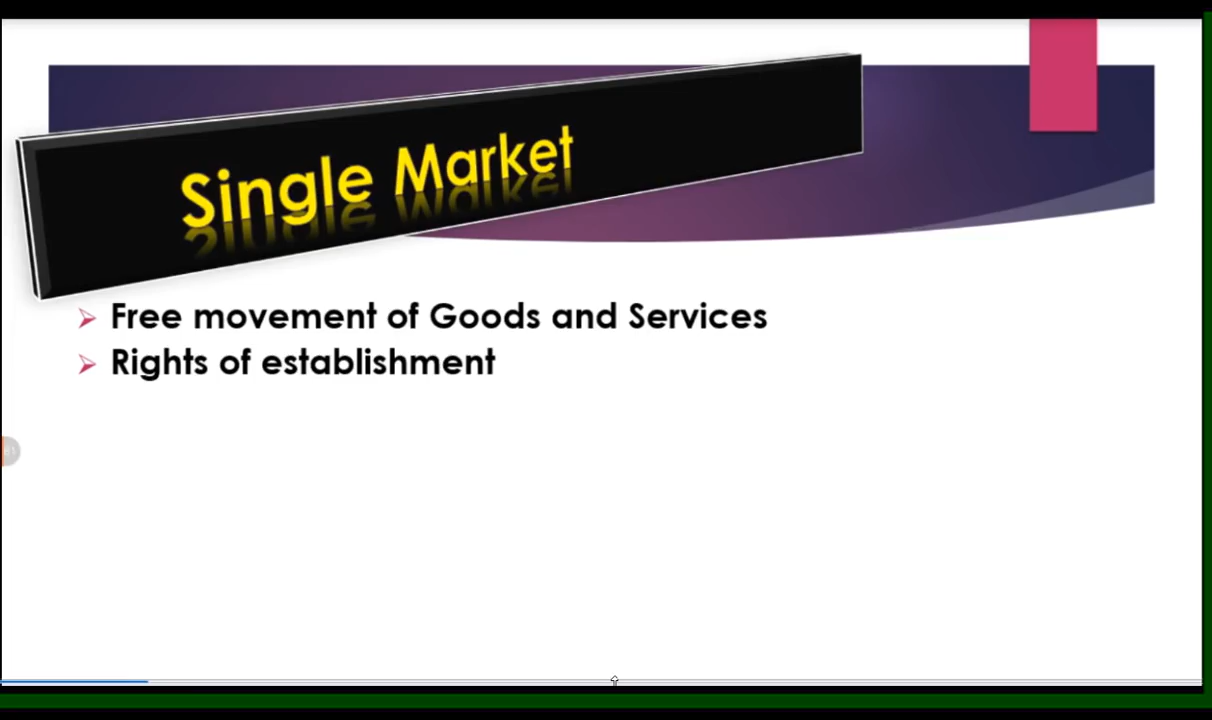 Single Market
Free movement of Goods and Services
Rights of establishment